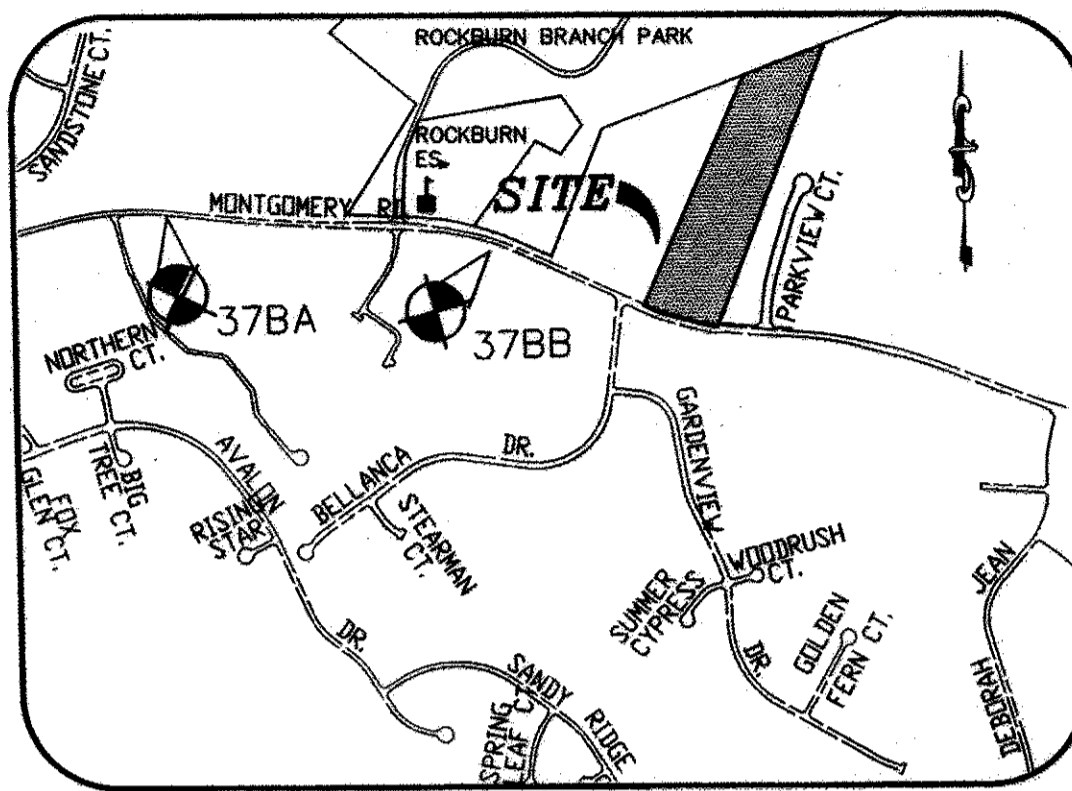 ROCKBURN BRANCH PARK
SANDSTONE CT.
ROCKBURN
ES.
SITE
MONTGOMERY RD.
PARKVIEW CT.
37BA
37BB
NORTHERN
CT.
GARDENVIEW
DR.
AVALON
DR.
BELLANCA
DR.
BIG
TREE CT.
FOX
GLEN CT.
RISING
STAR
STEARMAN
CT.
WOODRUSH
CT.
SUMMER
CYPRESS
GOLDEN
FERN CT.
JEAN
DEBORAH
SANDY
RIDGE
SPRING
LEAF CT